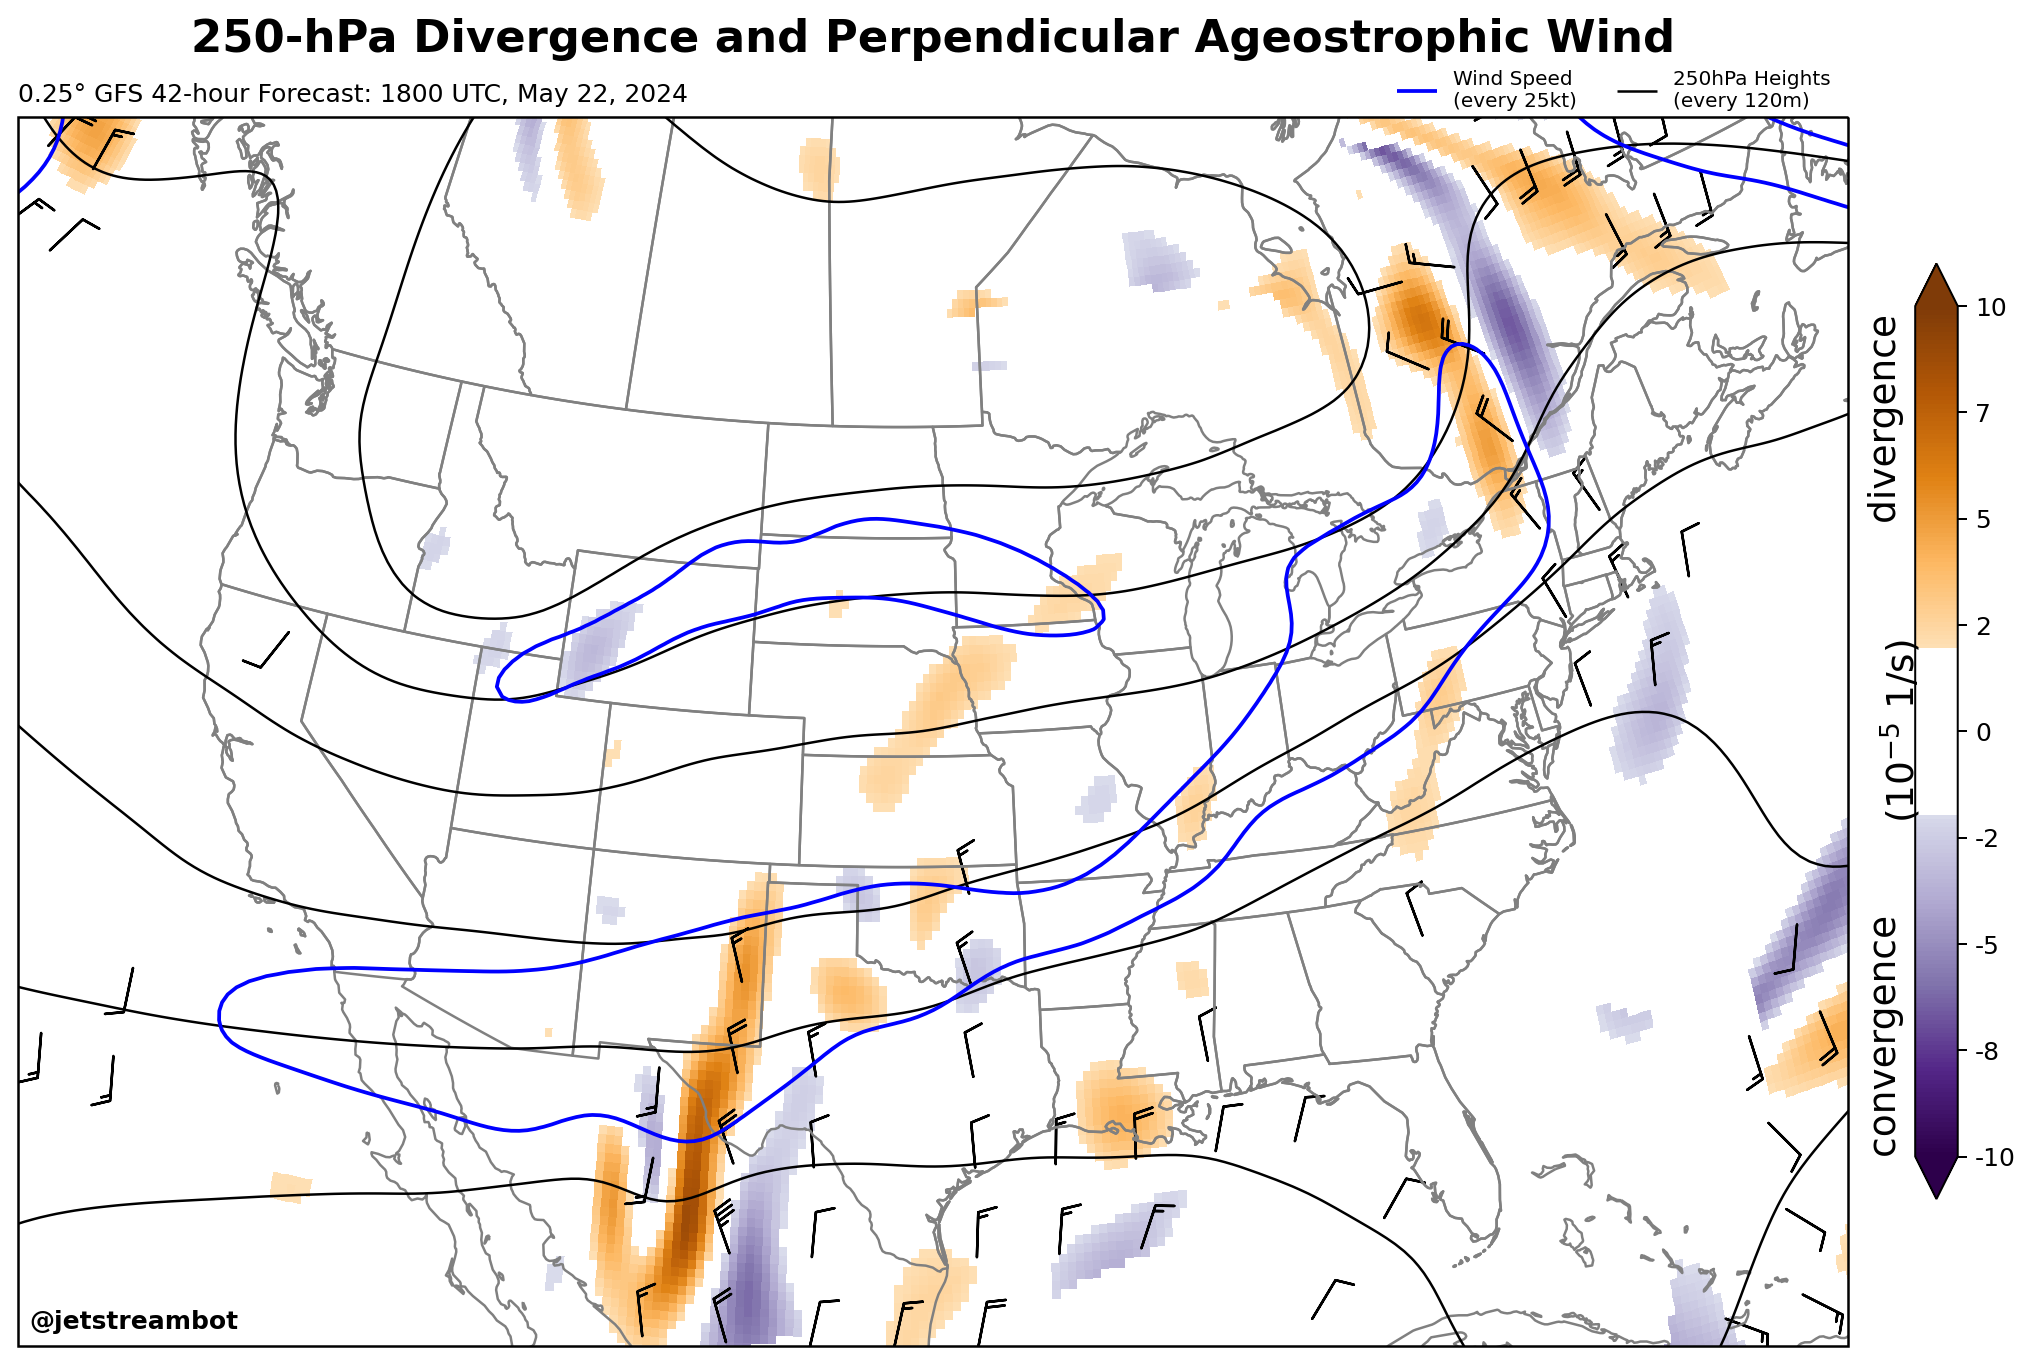 250-hPa Divergence and Perpendicular Ageostrophic Wind
0.25° GFS 42-hour Forecast: 1800 UTC, May 22, 2024
Wind Speed
(every 25kt)
250hPa Heights
(every 120m)
10
7
5
2
0
-2
-5
-8
-10
convergence (10⁻⁵ 1/s) divergence
@jetstreambot